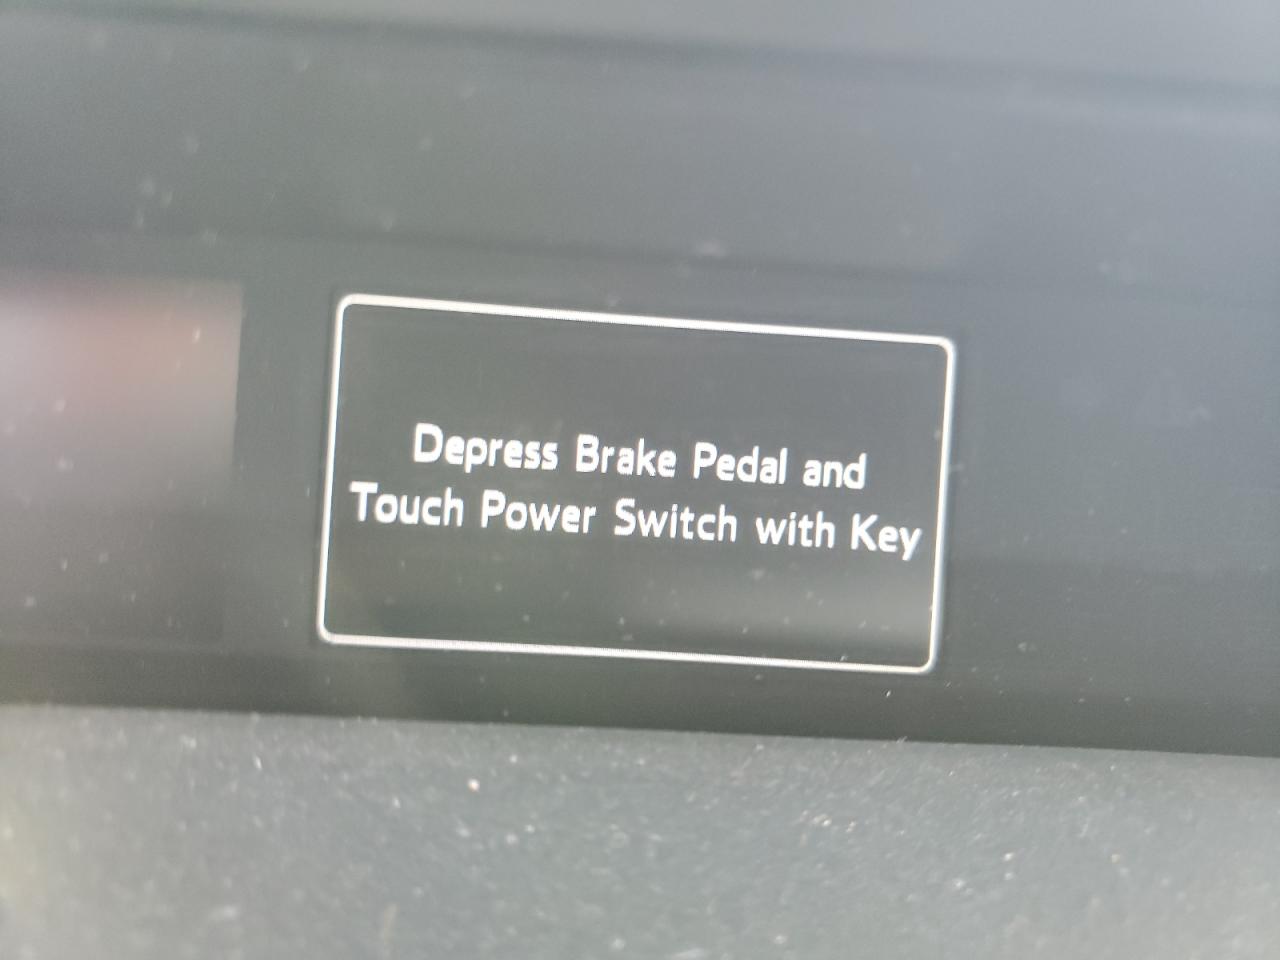 Depress Brake Pedal and
Touch Power Switch with Key